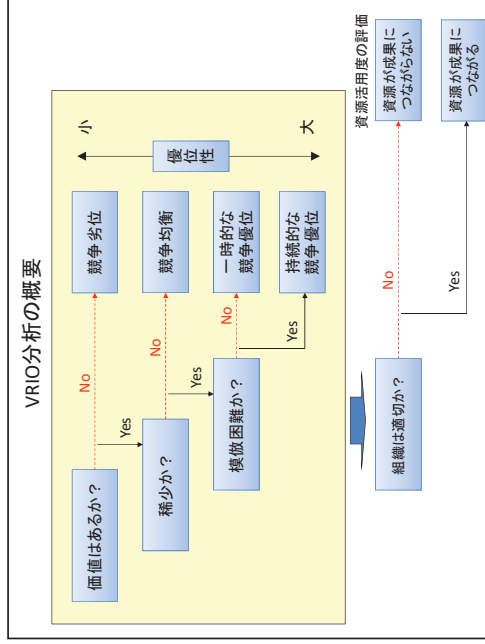 VRIO分析の概要
価値はあるか？
No
競争劣位
小
Yes
稀少か？
No
競争均衡
優位性
Yes
模倣困難か？
No
一時的な
競争優位
Yes
持続的な
競争優位
大
資源活用度の評価
組織は適切か？
No
資源が成果に
つながらない
Yes
資源が成果に
つながる